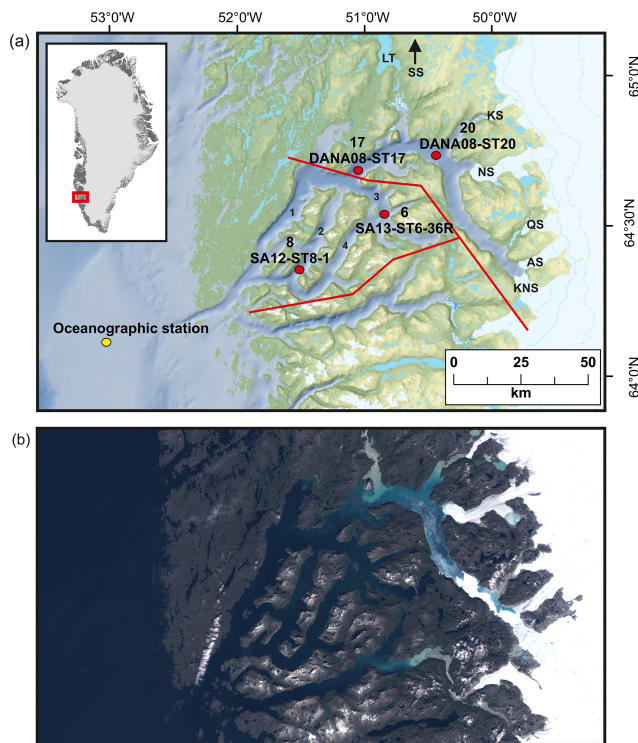 53°0'W 52°0'W 51°0'W 50°0'W
(a)
LT
SS
65°0'N
20
KS
17
DANA08-ST20
DANA08-ST17
NS
3
6
1
SA13-ST6-36R
2
QS
64°30'N
8
4
SA12-ST8-1
AS
KNS
Oceanographic station
0 25 50
km
64°0'N
(b)